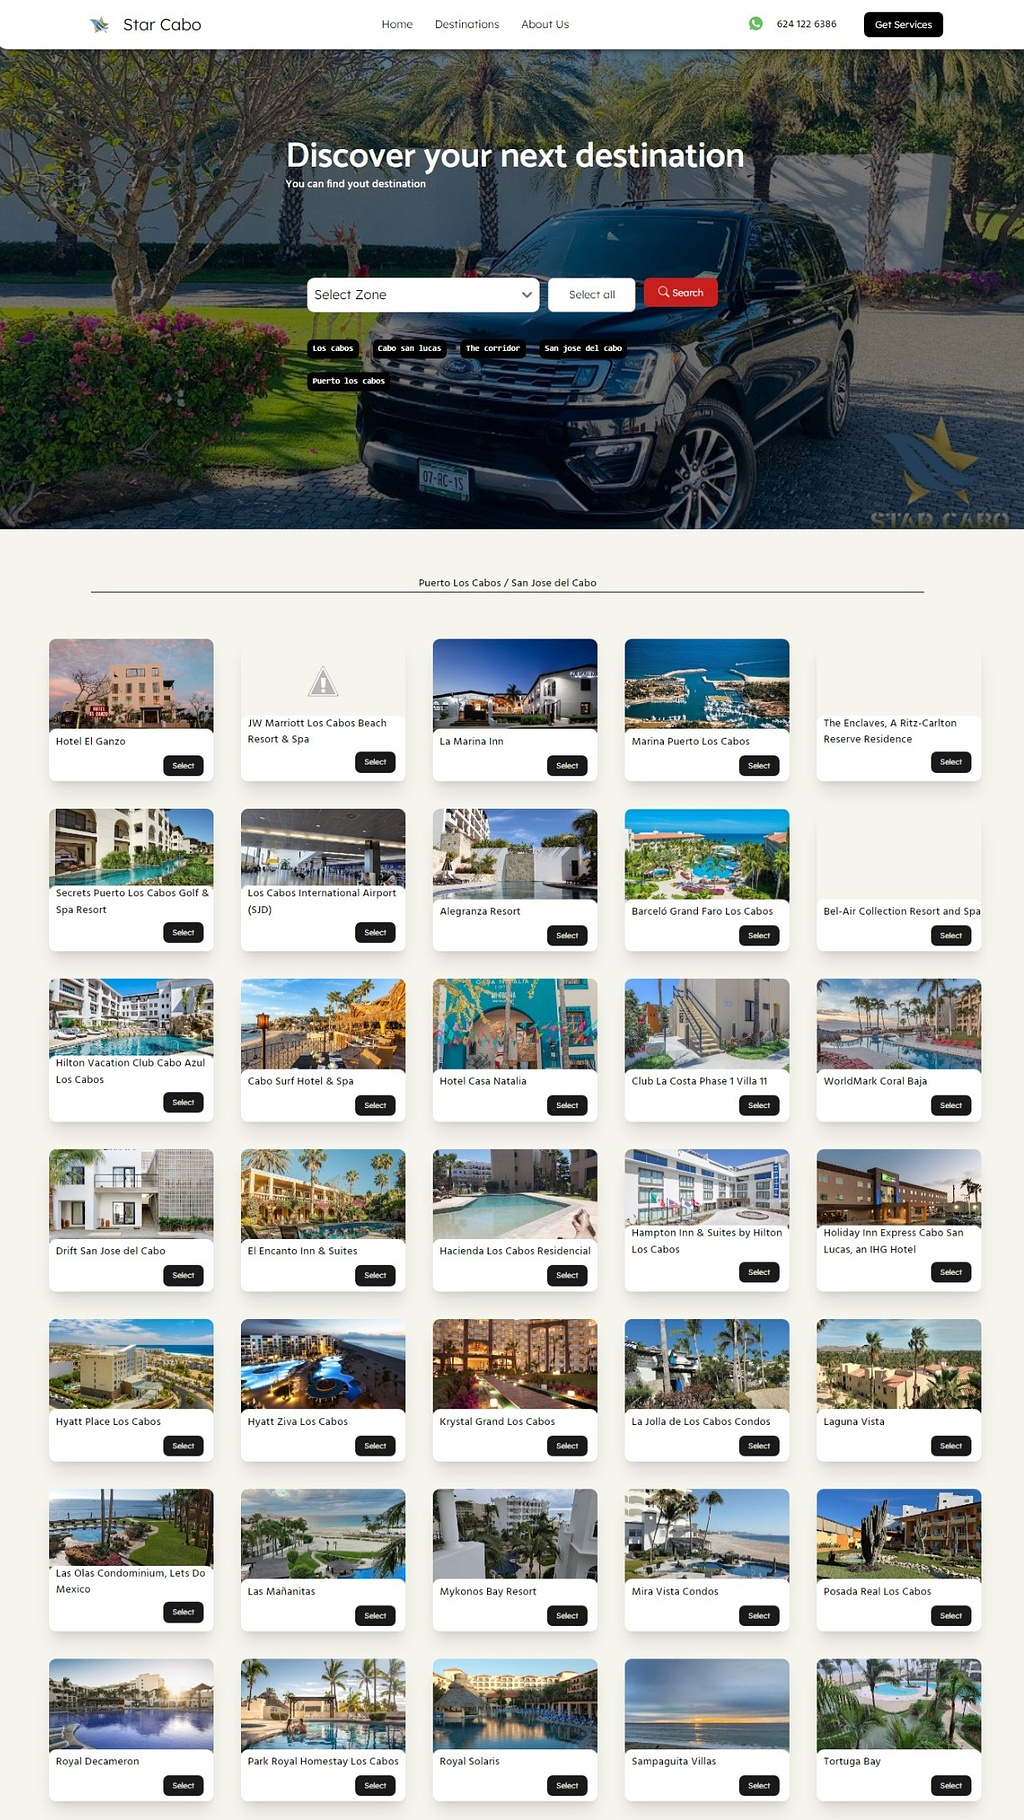 Star Cabo
Home
Destinations
About Us
624 122 6386
Get Services
Discover your next destination
You can find yout destination
Select Zone
Select all
Search
Los cabos
Cabo san lucas
The corridor
San jose del cabo
Puerto los cabos
07-RC-1S
STAR CABO
Puerto Los Cabos / San Jose del Cabo
HOTEL
EL GANZO
Hotel El Ganzo
Select
JW Marriott Los Cabos Beach
Resort & Spa
Select
La Marina Inn
Select
Marina Puerto Los Cabos
Select
The Enclaves, A Ritz-Carlton
Reserve Residence
Select
Secrets Puerto Los Cabos Golf &
Spa Resort
Select
Los Cabos International Airport
(SJD)
Select
Alegranza Resort
Select
Barceló Grand Faro Los Cabos
Select
Bel-Air Collection Resort and Spa
Select
Hilton Vacation Club Cabo Azul
Los Cabos
Select
Cabo Surf Hotel & Spa
Select
CASA NATALIA
Hotel Casa Natalia
Select
Club La Costa Phase 1 Villa 11
Select
WorldMark Coral Baja
Select
Drift San Jose del Cabo
Select
El Encanto Inn & Suites
Select
Hacienda Los Cabos Residencial
Select
Hampton Inn & Suites by Hilton
Los Cabos
Select
Holiday Inn Express Cabo San
Lucas, an IHG Hotel
Select
Hyatt Place Los Cabos
Select
Hyatt Ziva Los Cabos
Select
Krystal Grand Los Cabos
Select
La Jolla de Los Cabos Condos
Select
Laguna Vista
Select
Las Olas Condominium, Lets Do
Mexico
Select
Las Mañanitas
Select
Mykonos Bay Resort
Select
Mira Vista Condos
Select
Posada Real Los Cabos
Select
Royal Decameron
Select
Park Royal Homestay Los Cabos
Select
Royal Solaris
Select
Sampaguita Villas
Select
Tortuga Bay
Select